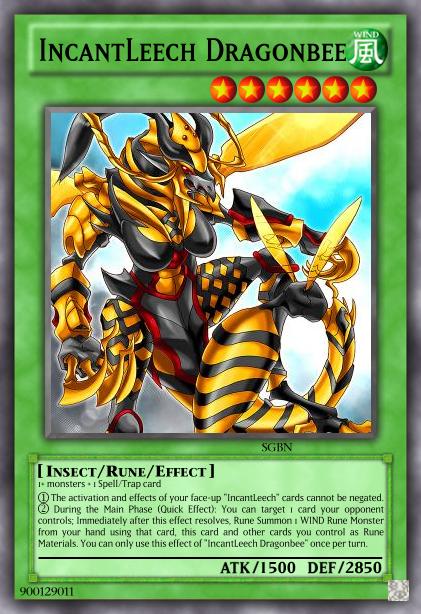 IncantLeech Dragonbee
WIND
風
SGBN
[ Insect/Rune/Effect ]
1+ monsters + 1 Spell/Trap card
① The activation and effects of your face-up "IncantLeech" cards cannot be negated.
② During the Main Phase (Quick Effect): You can target 1 card your opponent
controls; Immediately after this effect resolves, Rune Summon 1 WIND Rune Monster
from your hand using that card, this card and other cards you control as Rune
Materials. You can only use this effect of "IncantLeech Dragonbee" once per turn.
ATK/1500 DEF/2850
900129011